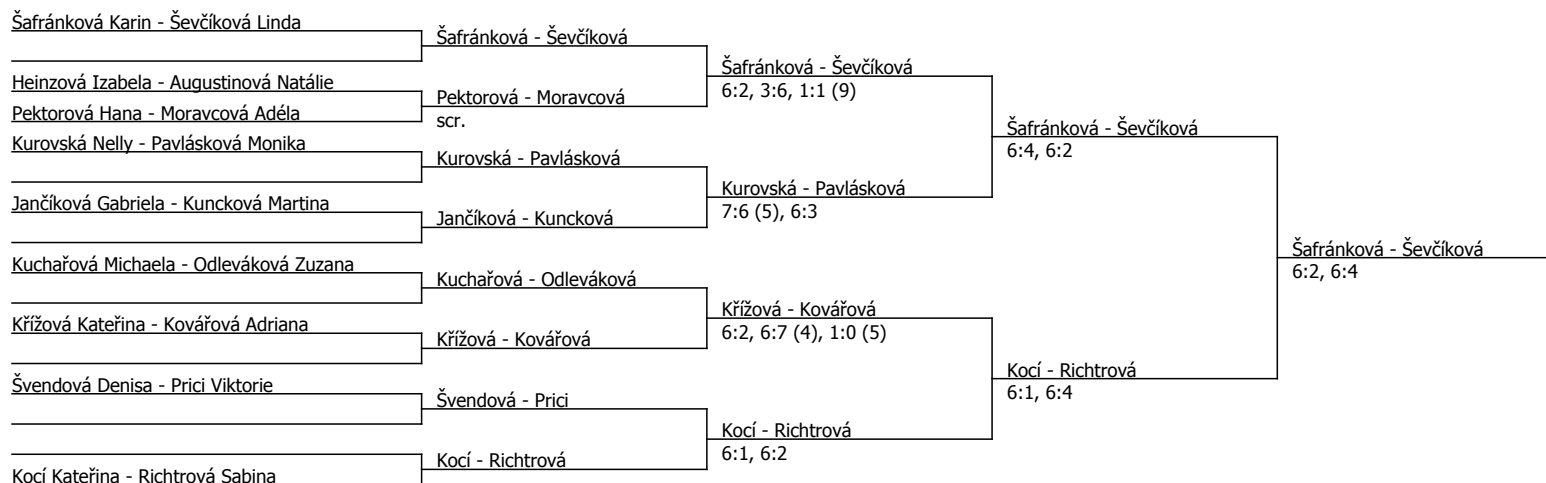 Šafránková Karin - Ševčíková Linda
Heinzová Izabela - Augustinová Natálie
Pektorová Hana - Moravcová Adéla
Kurovská Nelly - Pavlásková Monika
Jančíková Gabriela - Kuncková Martina
Kuchařová Michaela - Odleváková Zuzana
Křížová Kateřina - Kovářová Adriana
Švendová Denisa - Prici Viktorie
Kocí Kateřina - Richtrová Sabina
Šafránková - Ševčíková
Pektorová - Moravcová
scr.
Kurovská - Pavlásková
Jančíková - Kuncková
Kuchařová - Odleváková
Křížová - Kovářová
Švendová - Prici
Kocí - Richtrová
Šafránková - Ševčíková
6:2, 3:6, 1:1 (9)
Kurovská - Pavlásková
7:6 (5), 6:3
Křížová - Kovářová
6:2, 6:7 (4), 1:0 (5)
Kocí - Richtrová
6:1, 6:2
Šafránková - Ševčíková
6:4, 6:2
Kocí - Richtrová
6:1, 6:4
Šafránková - Ševčíková
6:2, 6:4